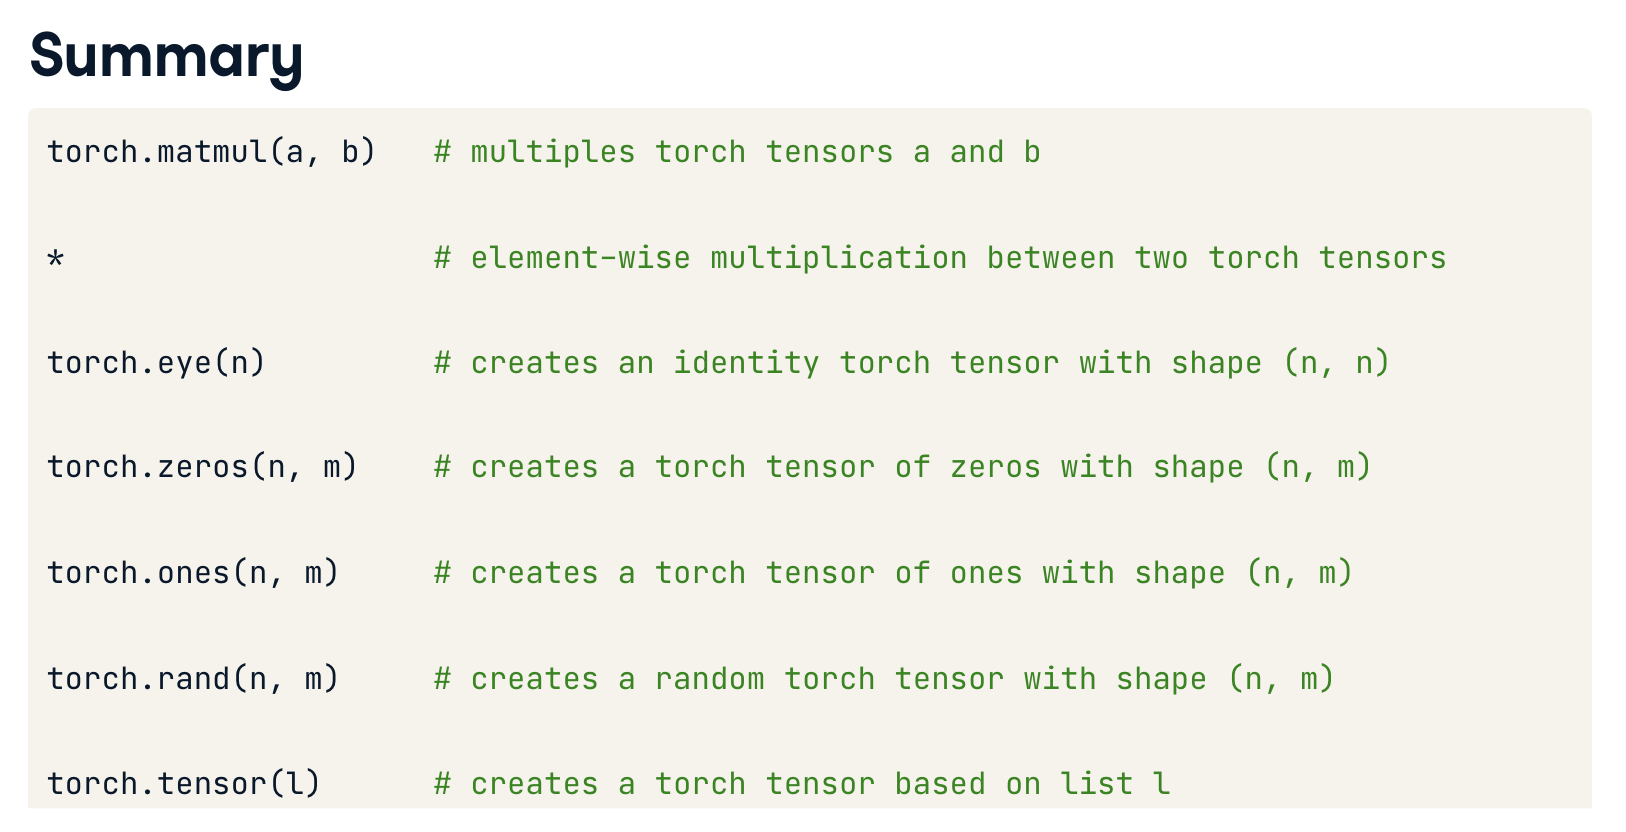 Summary
torch.matmul(a, b) # multiples torch tensors a and b
* # element-wise multiplication between two torch tensors
torch.eye(n) # creates an identity torch tensor with shape (n, n)
torch.zeros(n, m) # creates a torch tensor of zeros with shape (n, m)
torch.ones(n, m) # creates a torch tensor of ones with shape (n, m)
torch.rand(n, m) # creates a random torch tensor with shape (n, m)
torch.tensor(l) # creates a torch tensor based on list l